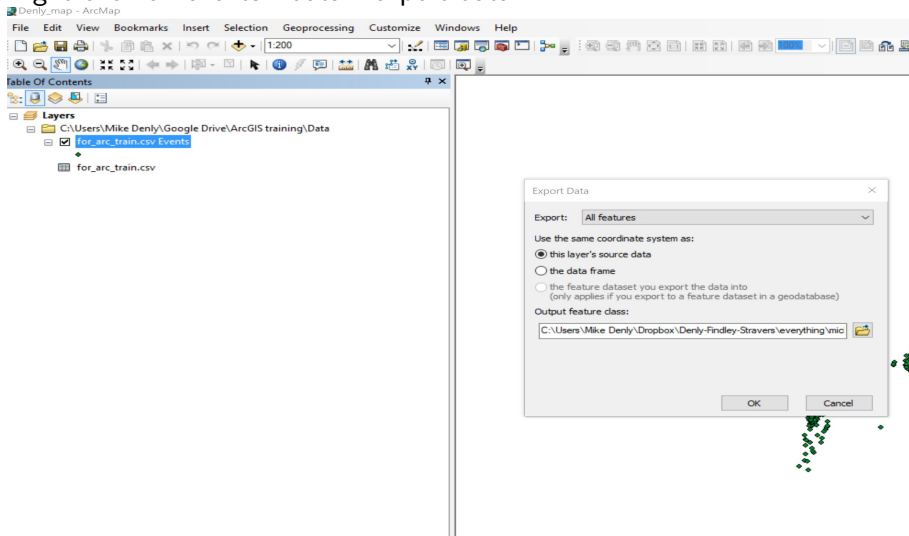 Denly_map - ArcMap
File Edit View Bookmarks Insert Selection Geoprocessing Customize Windows Help
1:200
Table Of Contents
Layers
C:\Users\Mike Denly\Google Drive\ArcGIS training\Data
for_arc_train.csv Events
for_arc_train.csv
Export Data
Export: All features
Use the same coordinate system as:
this layer's source data
the data frame
the feature dataset you export the data into
(only applies if you export to a feature dataset in a geodatabase)
Output feature class:
C:\Users\Mike Denly\Dropbox\Denly-Findley-Stravers\everything\mic
OK Cancel